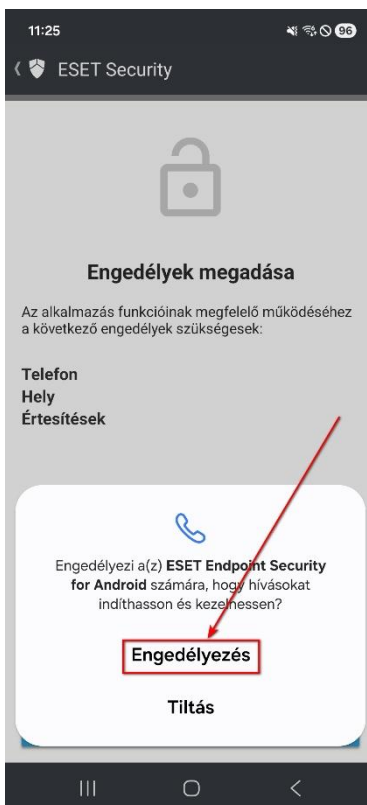 11:25
96
ESET Security
Engedélyek megadása
Az alkalmazás funkcióinak megfelelő működéséhez
a következő engedélyek szükségesek:
Telefon
Hely
Értesítések
Engedélyezi a(z) ESET Endpoint Security
for Android számára, hogy hívásokat
indíthasson és kezelhessen?
Engedélyezés
Tiltás